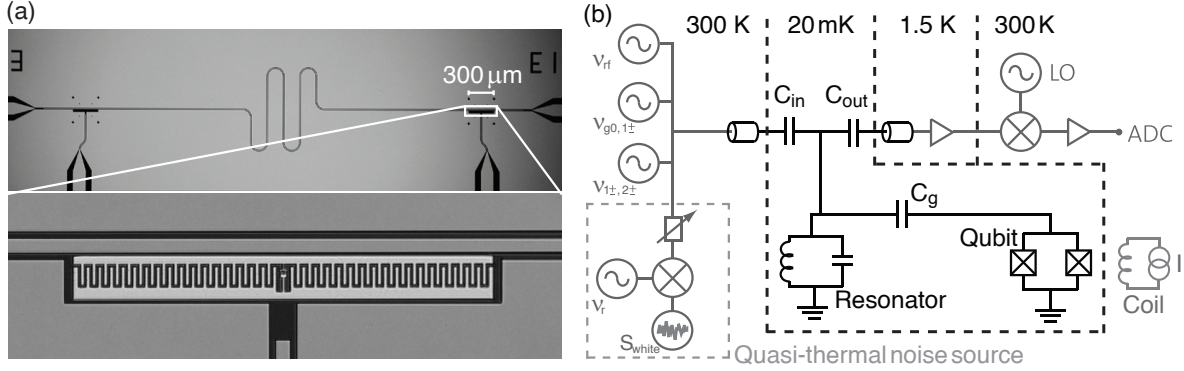 (a)
E
E1
300 μm
(b)
300 K
20 mK
1.5 K
300 K
νrf
νg0, 1±
ν1±, 2±
νr
Swhite
Cin
Cout
LO
ADC
Cg
Qubit
Resonator
I
Coil
Quasi-thermal noise source